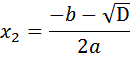 x₂ = (-b - √D) / 2a